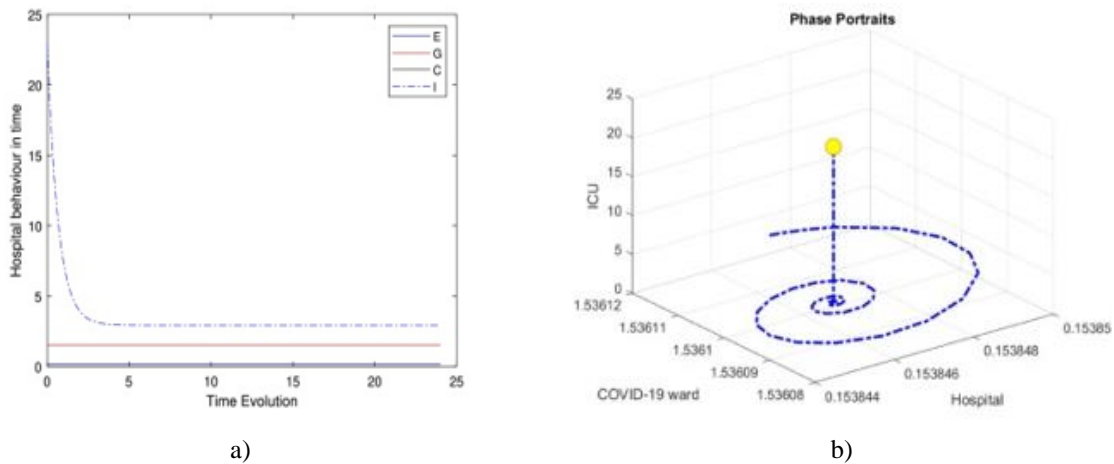 25
20
15
10
5
0
0
5
10
15
20
25
Hospital behaviour in time
Time Evolution
E
G
C
I
a)
Phase Portraits
25
20
15
10
5
0
ICU
1.53612
1.53611
1.5361
1.53609
1.53608
COVID-19 ward
0.153844
0.153846
0.153848
0.15385
Hospital
b)